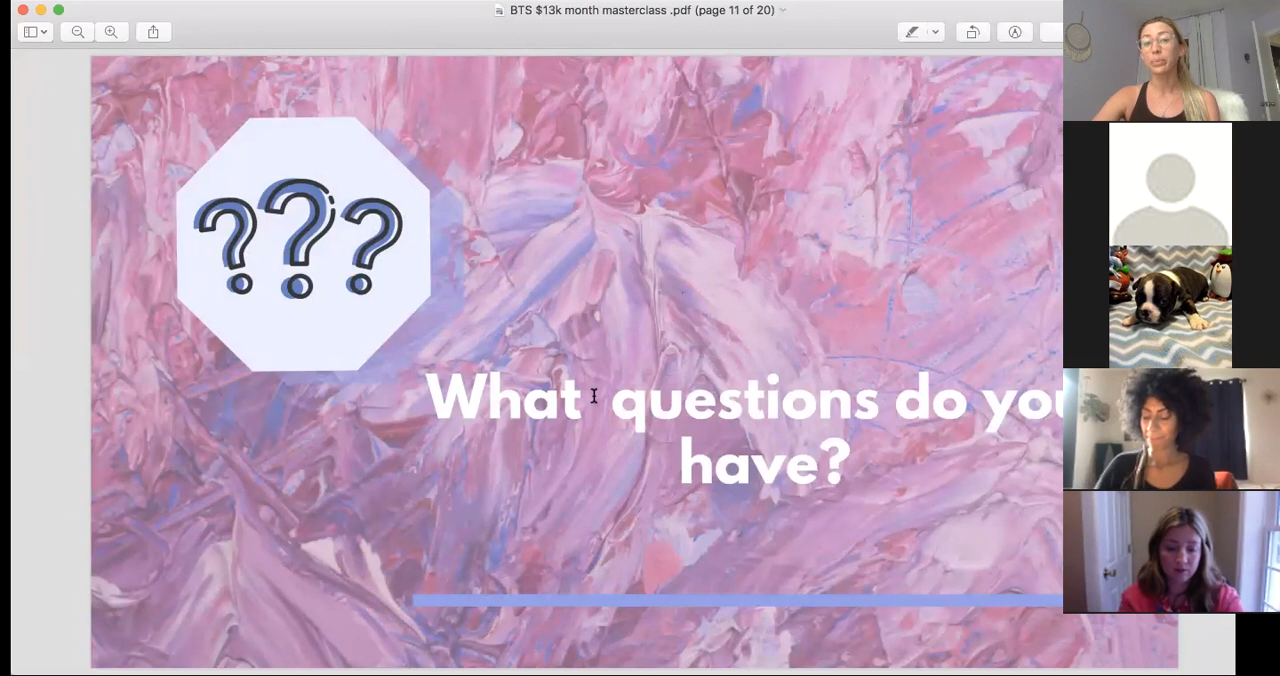 BTS $13k month masterclass .pdf (page 11 of 20)
???
What questions do you
have?